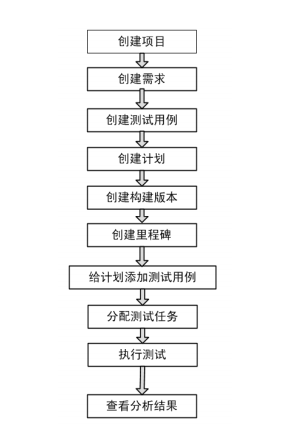 创建项目
创建需求
创建测试用例
创建计划
创建构建版本
创建里程碑
给计划添加测试用例
分配测试任务
执行测试
查看分析结果